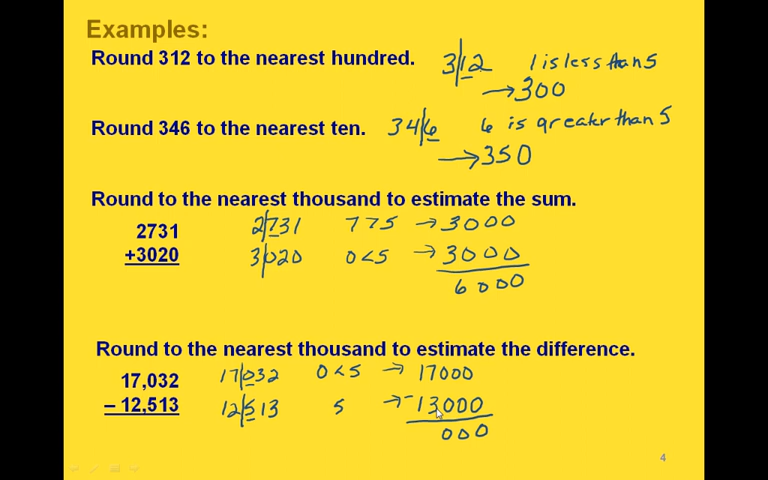 Examples:
Round 312 to the nearest hundred. 3|12 1 is less than 5
→300
Round 346 to the nearest ten. 34|6 6 is greater than 5
→350
Round to the nearest thousand to estimate the sum.
2731 2|731 7>5 →3000
+3020 3|020 0<5 →3000
6000
Round to the nearest thousand to estimate the difference.
17,032 17|032 0<5 → 17000
– 12,513 12|513 5 → -13000
000
4